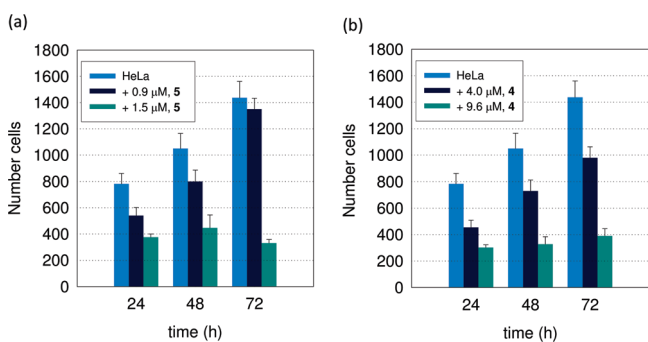 (a)
1800
1600
1400
1200
1000
800
600
400
200
0
Number cells
HeLa
+ 0.9 µM, 5
+ 1.5 µM, 5
24 48 72
time (h)
(b)
1800
1600
1400
1200
1000
800
600
400
200
0
Number cells
HeLa
+ 4.0 µM, 4
+ 9.6 µM, 4
24 48 72
time (h)